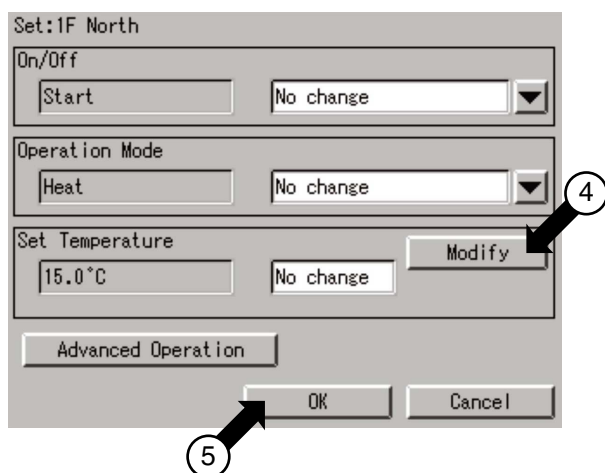 Set:1F North
On/Off
Start No change
Operation Mode
Heat No change
4
Set Temperature Modify
15.0°C No change
Advanced Operation
OK Cancel
5